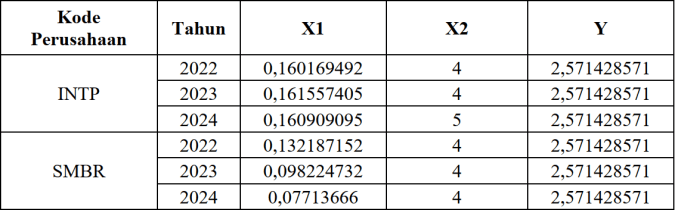 Kode Perusahaan Tahun X1 X2 Y
INTP 2022 0,160169492 4 2,571428571
2023 0,161557405 4 2,571428571
2024 0,160909095 5 2,571428571
SMBR 2022 0,132187152 4 2,571428571
2023 0,098224732 4 2,571428571
2024 0,07713666 4 2,571428571